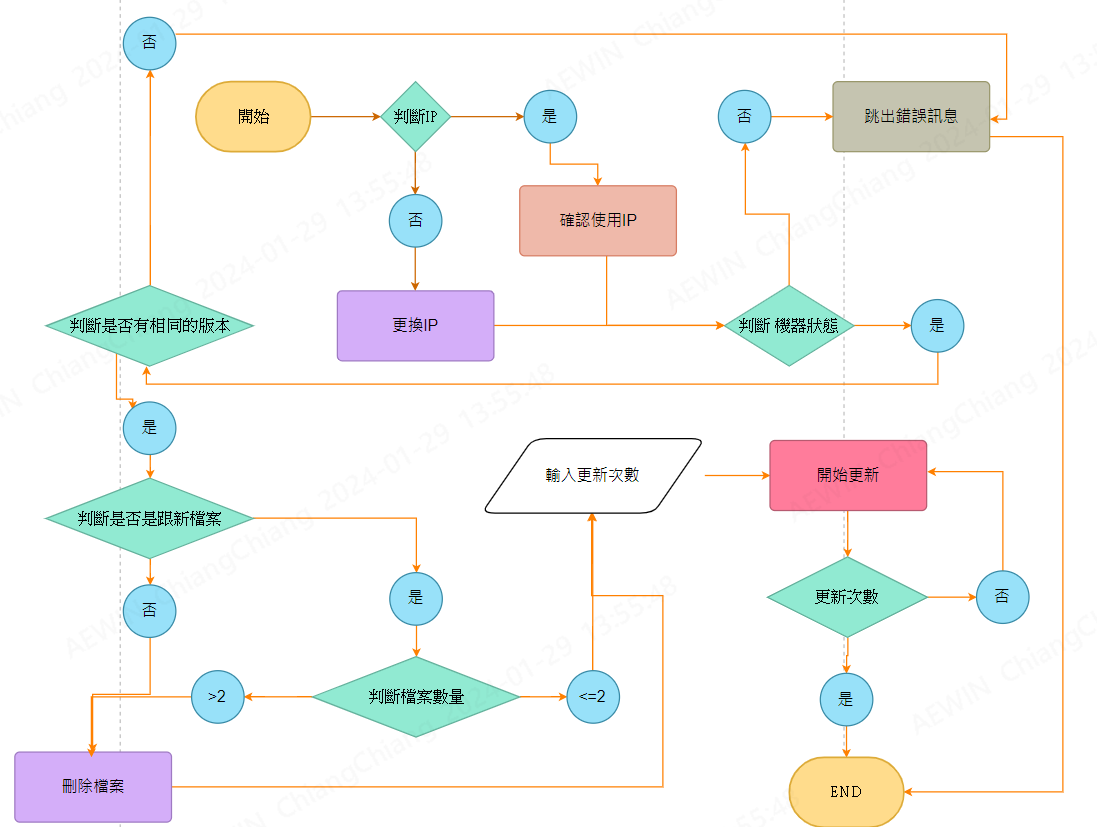 否
開始
判斷IP
是
否
跳出錯誤訊息
否
確認使用IP
判斷是否有相同的版本
更換IP
判斷 機器狀態
是
是
輸入更新次數
開始更新
判斷是否是跟新檔案
否
是
更新次數
否
>2
判斷檔案數量
<=2
是
刪除檔案
END
AEWIN ChiangChiang 2024-01-29 13:55:48